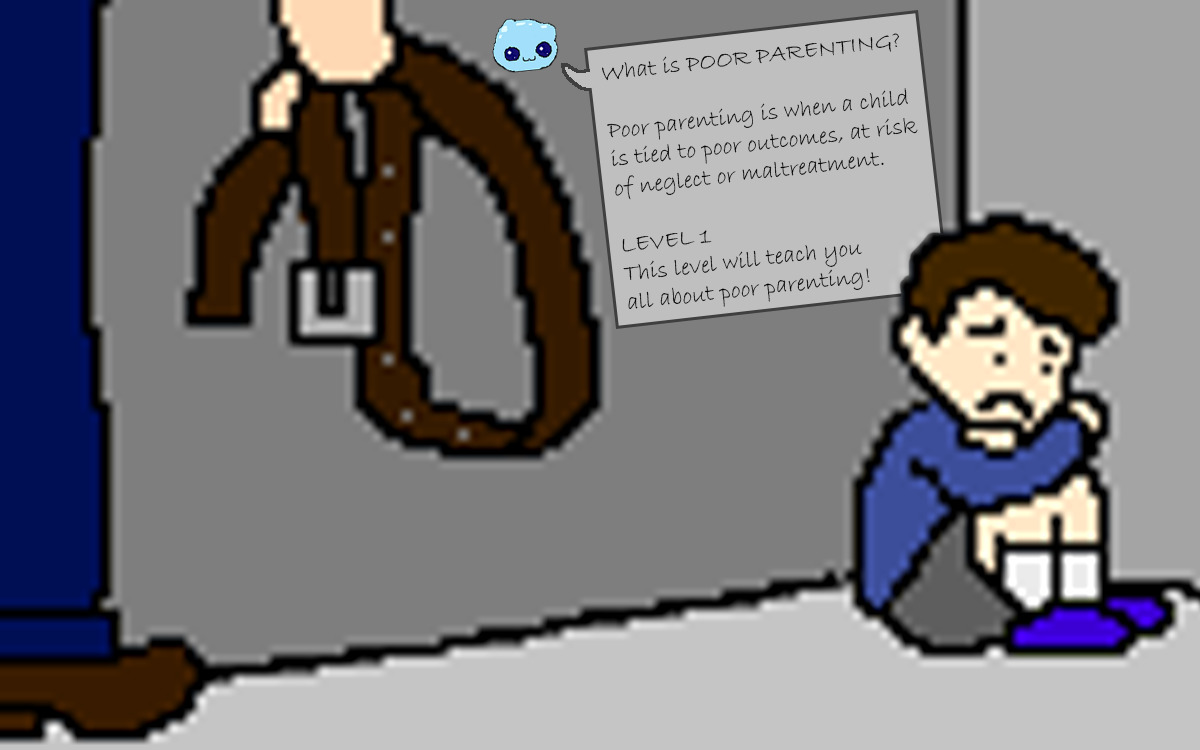 What is POOR PARENTING?
Poor parenting is when a child
is tied to poor outcomes, at risk
of neglect or maltreatment.
LEVEL 1
This level will teach you
all about poor parenting!